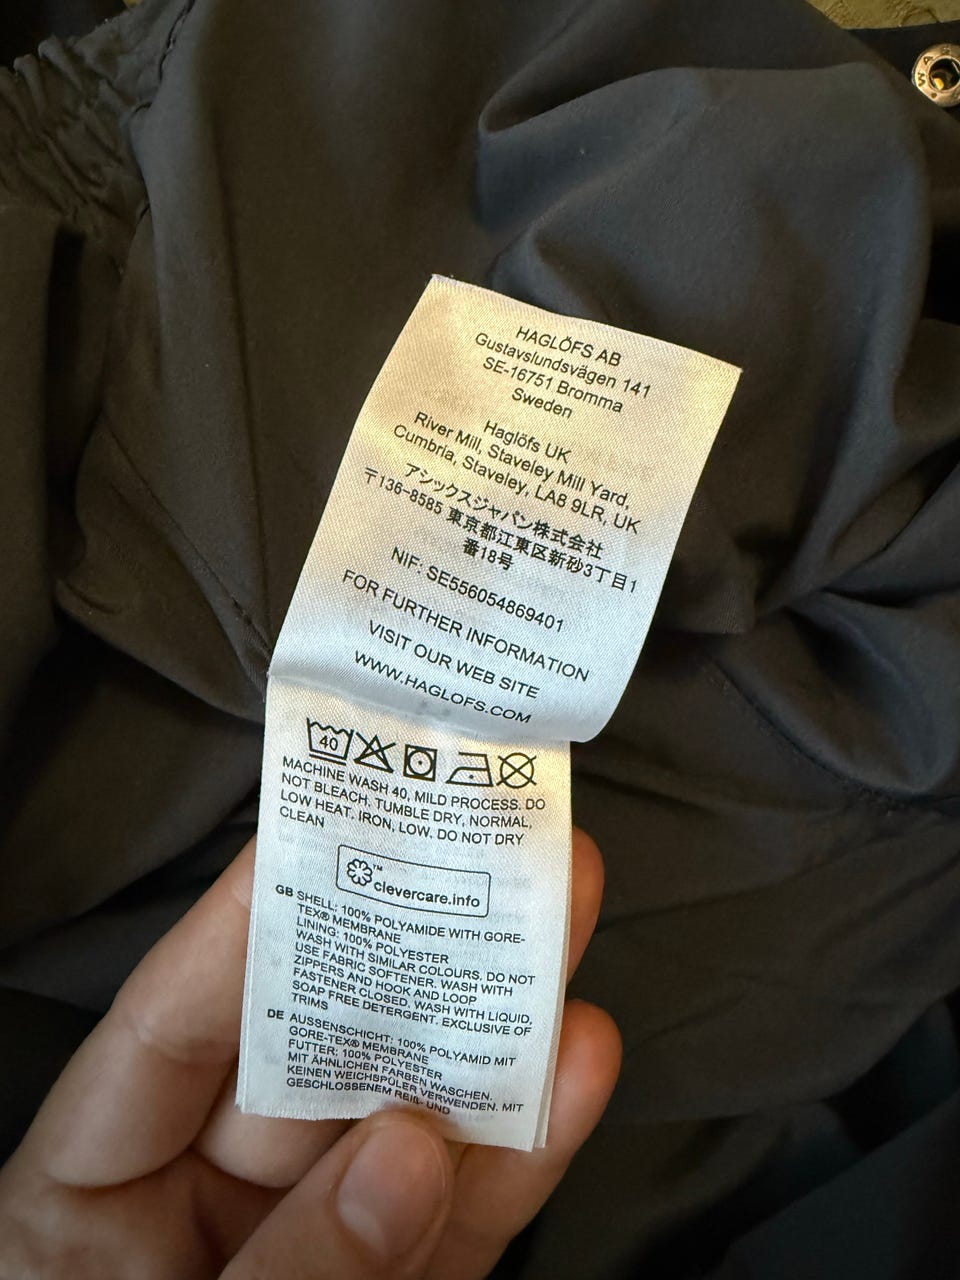 HAGLÖFS AB
Gustavslundsvägen 141
SE-16751 Bromma
Sweden
Haglöfs UK
River Mill, Staveley Mill Yard,
Cumbria, Staveley, LA8 9LR, UK
アシックスジャパン株式会社
〒136-8585 東京都江東区新砂3丁目1
番18号
NIF: SE556054869401
FOR FURTHER INFORMATION
VISIT OUR WEB SITE
WWW.HAGLOFS.COM
40
MACHINE WASH 40, MILD PROCESS. DO
NOT BLEACH. TUMBLE DRY, NORMAL,
LOW HEAT. IRON, LOW. DO NOT DRY
CLEAN
™
clevercare.info
GB SHELL: 100% POLYAMIDE WITH GORE-
TEX® MEMBRANE
LINING: 100% POLYESTER
WASH WITH SIMILAR COLOURS. DO NOT
USE FABRIC SOFTENER. WASH WITH
ZIPPERS AND HOOK AND LOOP
FASTENER CLOSED. WASH WITH LIQUID,
SOAP FREE DETERGENT. EXCLUSIVE OF
TRIMS
DE AUSSENSCHICHT: 100% POLYAMID MIT
GORE-TEX® MEMBRANE
FUTTER: 100% POLYESTER
MIT ÄHNLICHEN FARBEN WASCHEN.
KEINEN WEICHSPÜLER VERWENDEN. MIT
GESCHLOSSENEM REIß- UND